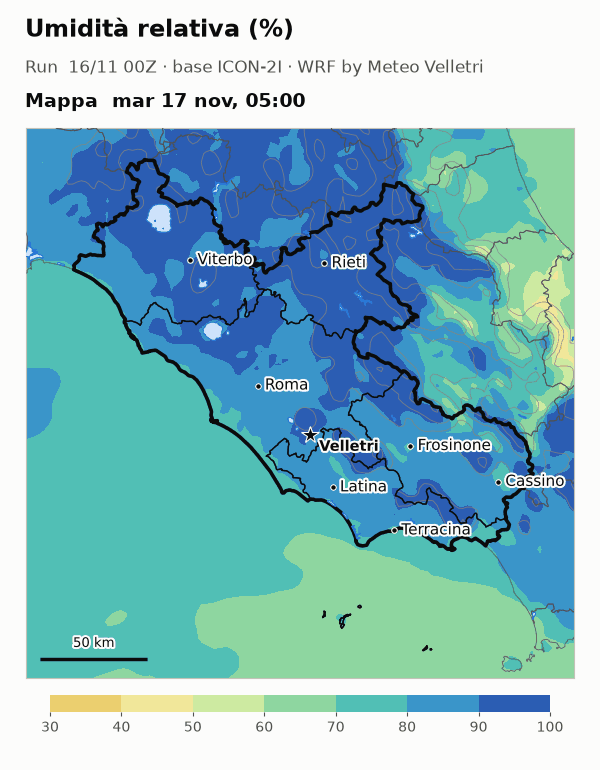 Umidità relativa (%)
Run 16/11 00Z · base ICON-2I · WRF by Meteo Velletri
Mappa mar 17 nov, 05:00
Viterbo
Rieti
Roma
Velletri
Frosinone
Cassino
Latina
Terracina
50 km
30 40 50 60 70 80 90 100